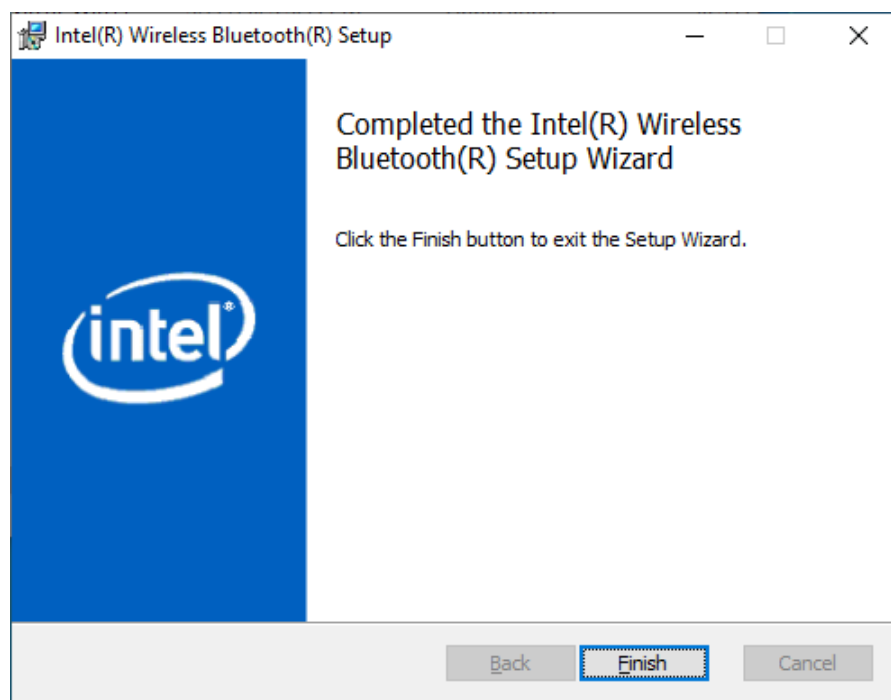 Intel(R) Wireless Bluetooth(R) Setup
Completed the Intel(R) Wireless
Bluetooth(R) Setup Wizard
Click the Finish button to exit the Setup Wizard.
intel®
Back Finish Cancel